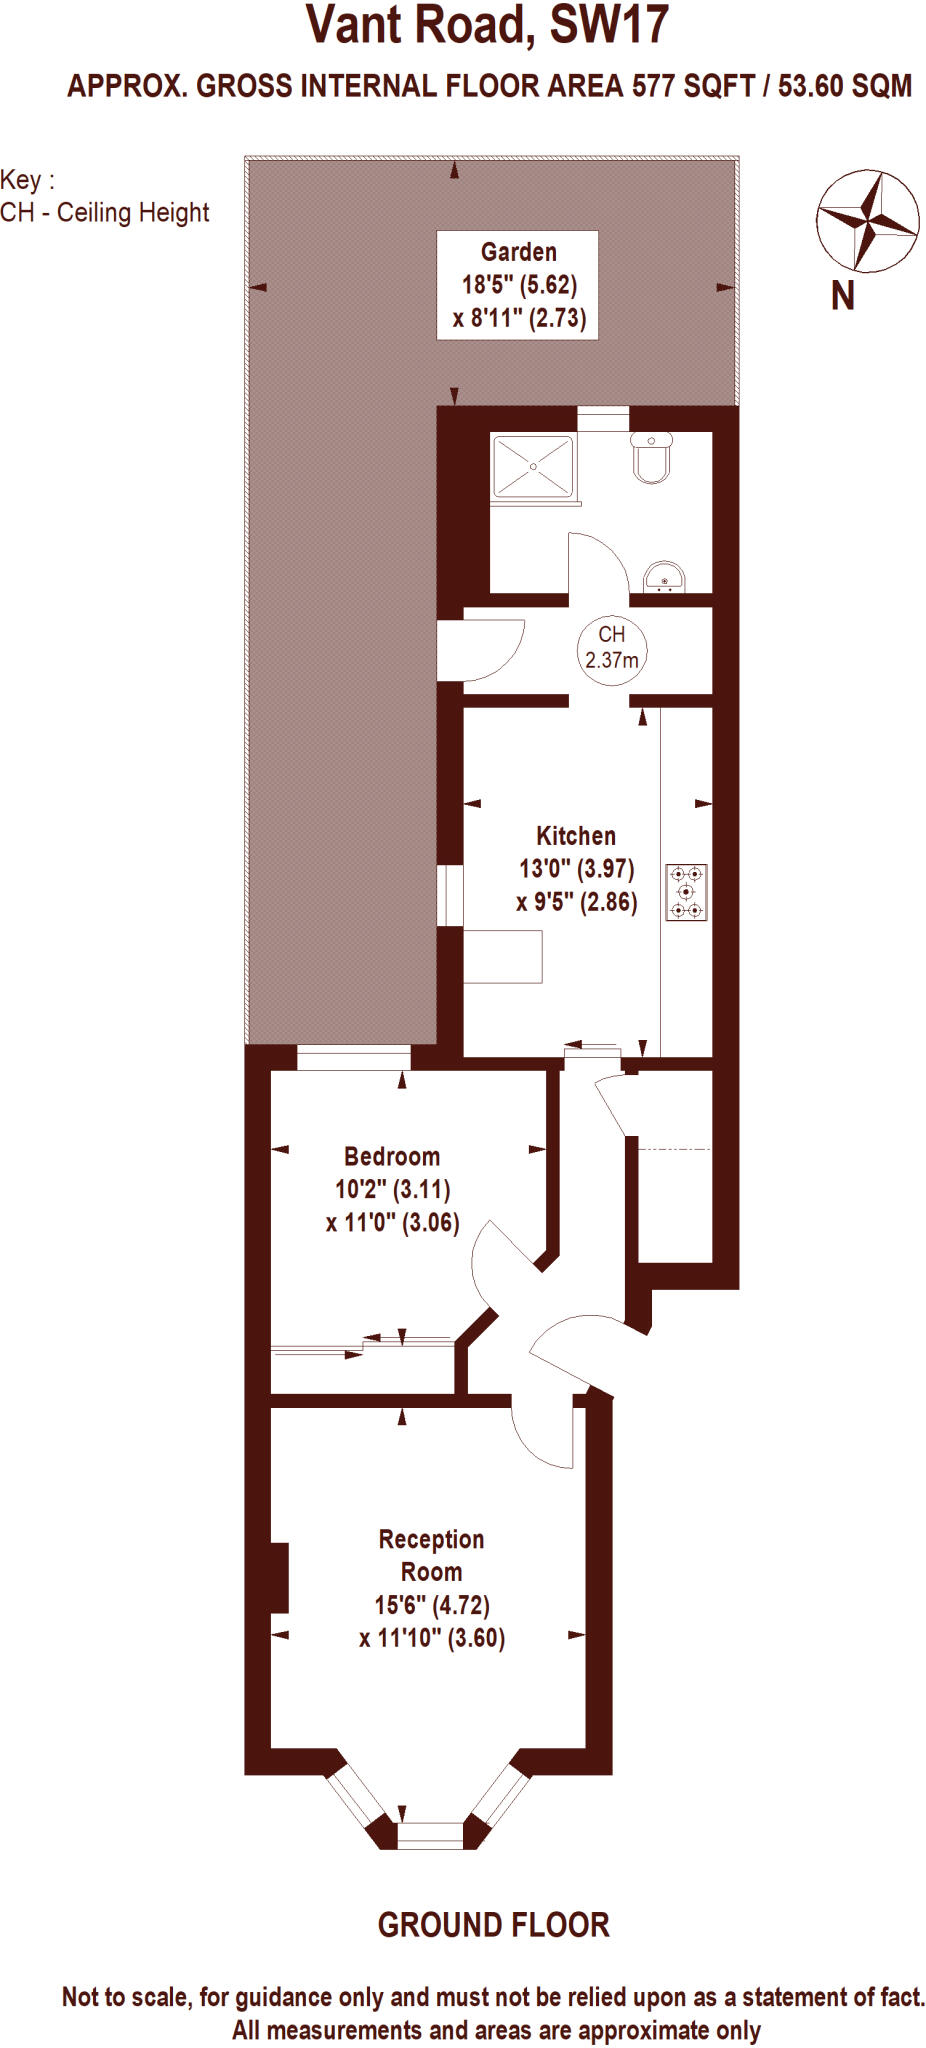 Vant Road, SW17
APPROX. GROSS INTERNAL FLOOR AREA 577 SQFT / 53.60 SQM
Key :
CH - Ceiling Height
N
Garden
18'5" (5.62)
x 8'11" (2.73)
CH
2.37m
Kitchen
13'0" (3.97)
x 9'5" (2.86)
Bedroom
10'2" (3.11)
x 11'0" (3.06)
Reception
Room
15'6" (4.72)
x 11'10" (3.60)
GROUND FLOOR
Not to scale, for guidance only and must not be relied upon as a statement of fact.
All measurements and areas are approximate only